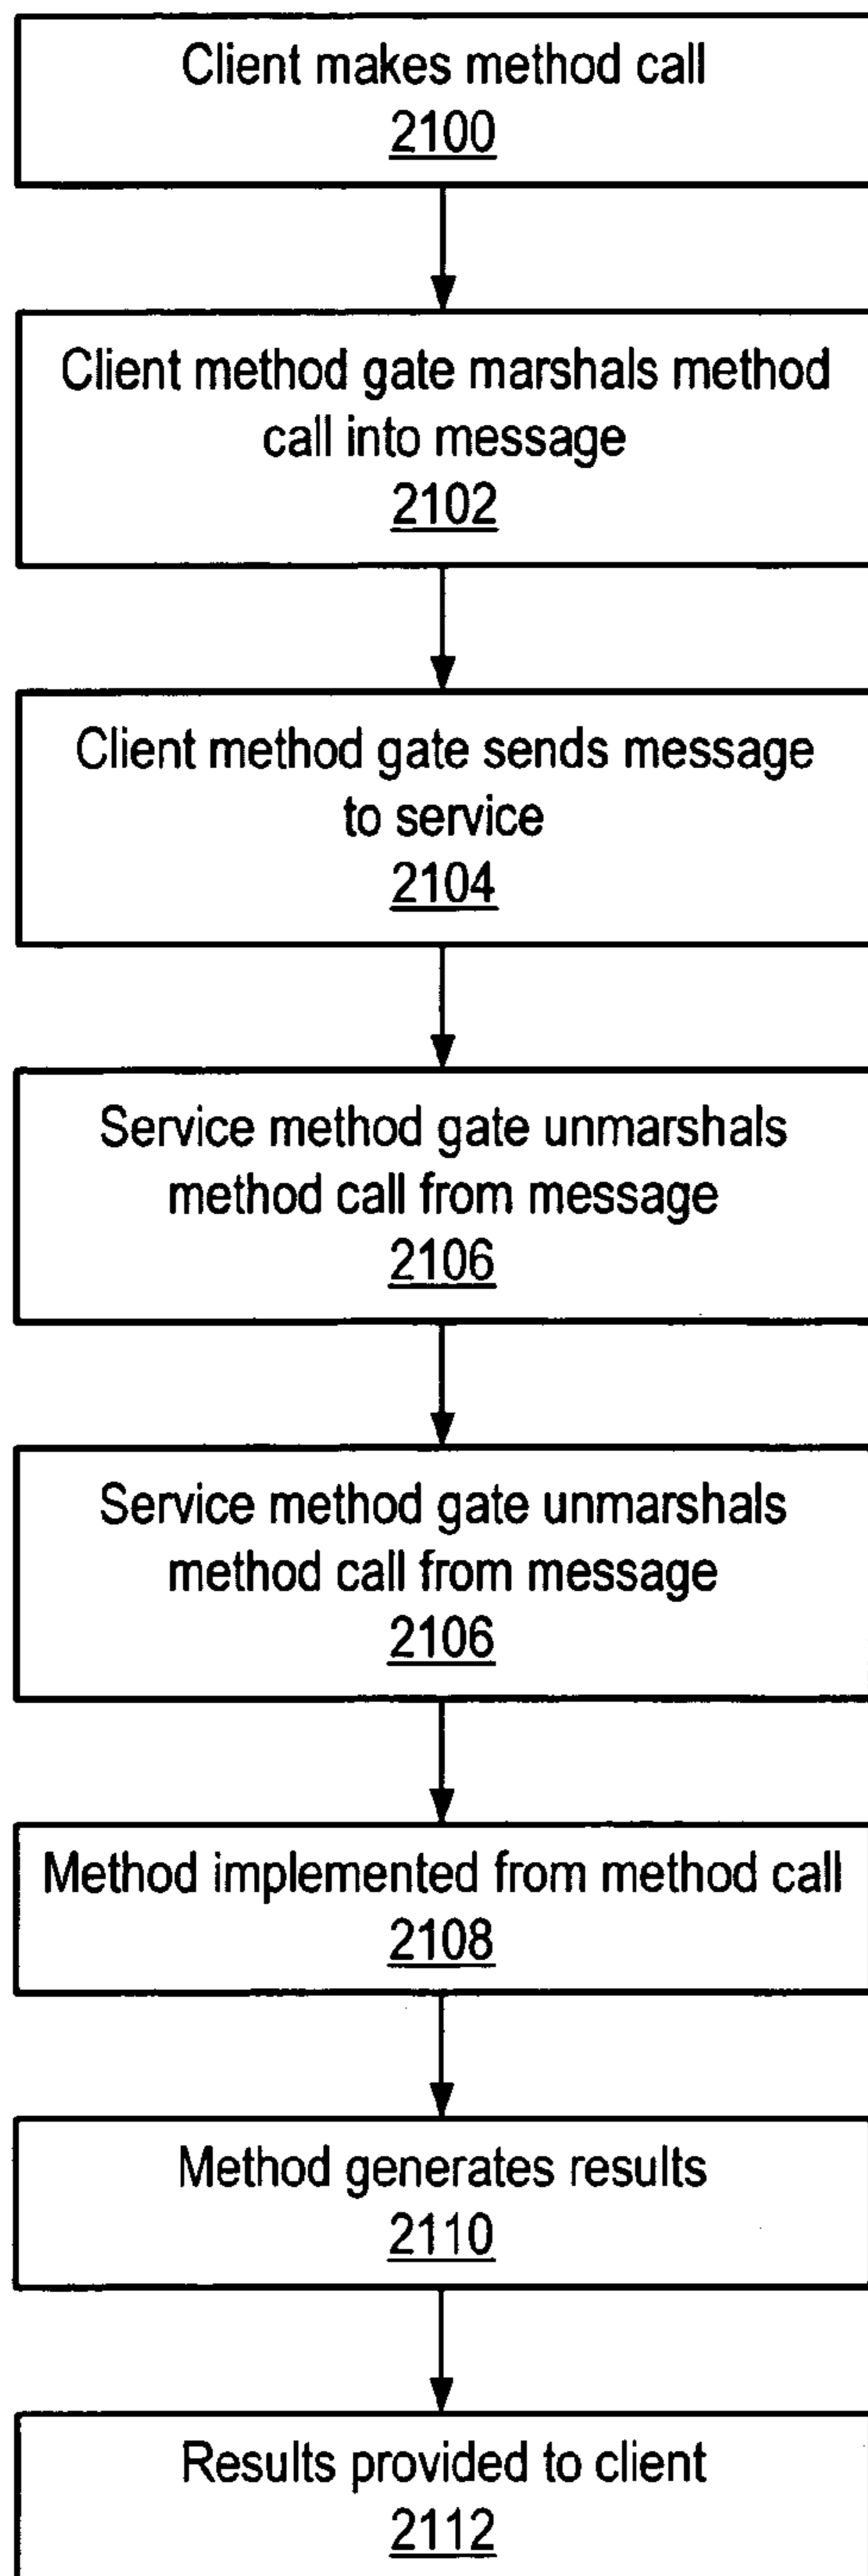 Client makes method call
2100
Client method gate marshals method
call into message
2102
Client method gate sends message
to service
2104
Service method gate unmarshals
method call from message
2106
Service method gate unmarshals
method call from message
2106
Method implemented from method call
2108
Method generates results
2110
Results provided to client
2112